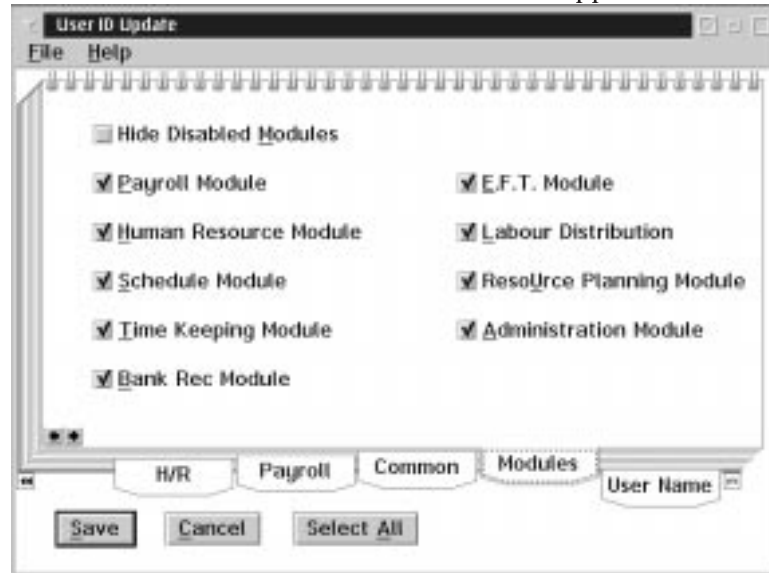 User ID Update
File Help
Hide Disabled Modules
Payroll Module
E.F.T. Module
Human Resource Module
Labour Distribution
Schedule Module
ResoUrce Planning Module
Time Keeping Module
Administration Module
Bank Rec Module
H/R Payroll Common Modules User Name
Save Cancel Select All